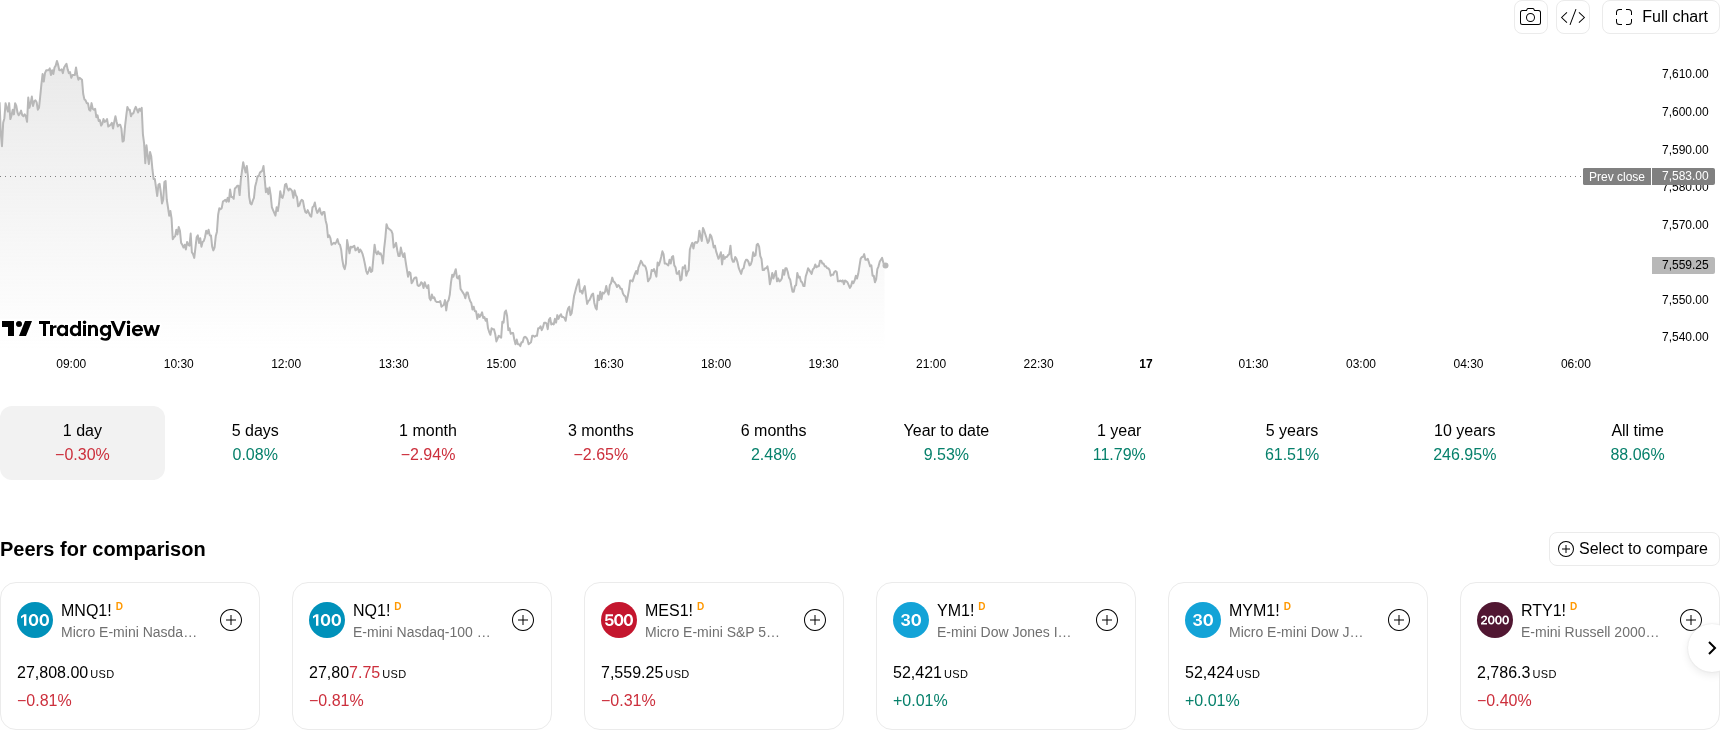 Full chart
7,610.00
7,600.00
7,590.00
Prev close 7,583.00
7,580.00
7,570.00
7,559.25
7,550.00
7,540.00
TradingView
09:00 10:30 12:00 13:30 15:00 16:30 18:00 19:30 21:00 22:30 17 01:30 03:00 04:30 06:00
1 day 5 days 1 month 3 months 6 months Year to date 1 year 5 years 10 years All time
−0.30% 0.08% −2.94% −2.65% 2.48% 9.53% 11.79% 61.51% 246.95% 88.06%
Peers for comparison
Select to compare
100 MNQ1! D
Micro E-mini Nasda…
27,808.00 USD
−0.81%
100 NQ1! D
E-mini Nasdaq-100 …
27,807.75 USD
−0.81%
500 MES1! D
Micro E-mini S&P 5…
7,559.25 USD
−0.31%
30 YM1! D
E-mini Dow Jones I…
52,421 USD
+0.01%
30 MYM1! D
Micro E-mini Dow J…
52,424 USD
+0.01%
2000 RTY1! D
E-mini Russell 2000…
2,786.3 USD
−0.40%